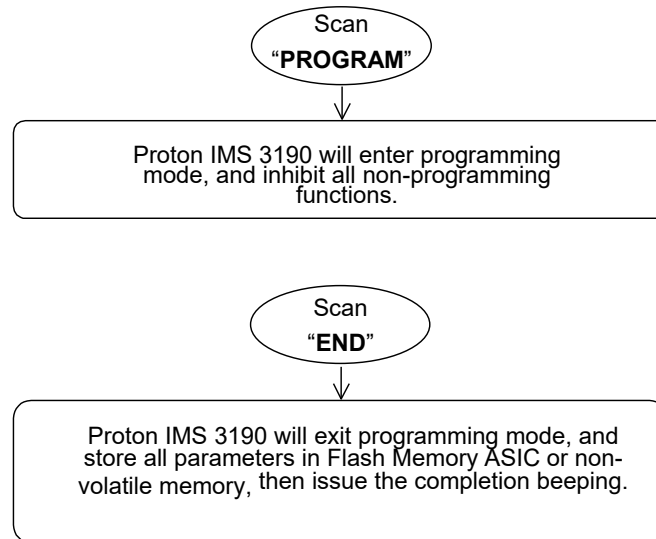 Scan
“PROGRAM”
Proton IMS 3190 will enter programming
mode, and inhibit all non-programming
functions.
Scan
“END”
Proton IMS 3190 will exit programming mode, and
store all parameters in Flash Memory ASIC or non-
volatile memory, then issue the completion beeping.